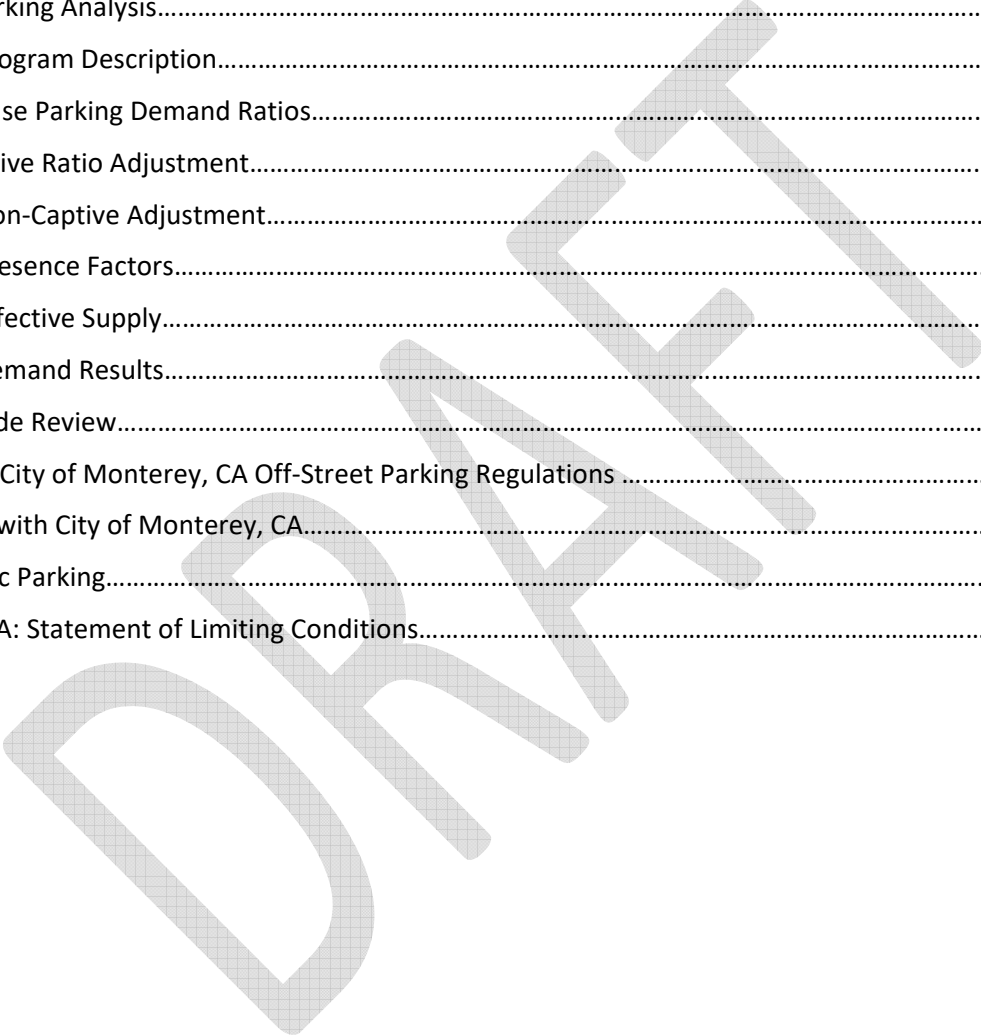 rking Analysis
ogram Description
se Parking Demand Ratios
ive Ratio Adjustment
on-Captive Adjustment
esence Factors
fective Supply
emand Results
de Review
City of Monterey, CA Off-Street Parking Regulations
with City of Monterey, CA
c Parking
A: Statement of Limiting Conditions
DRAFT